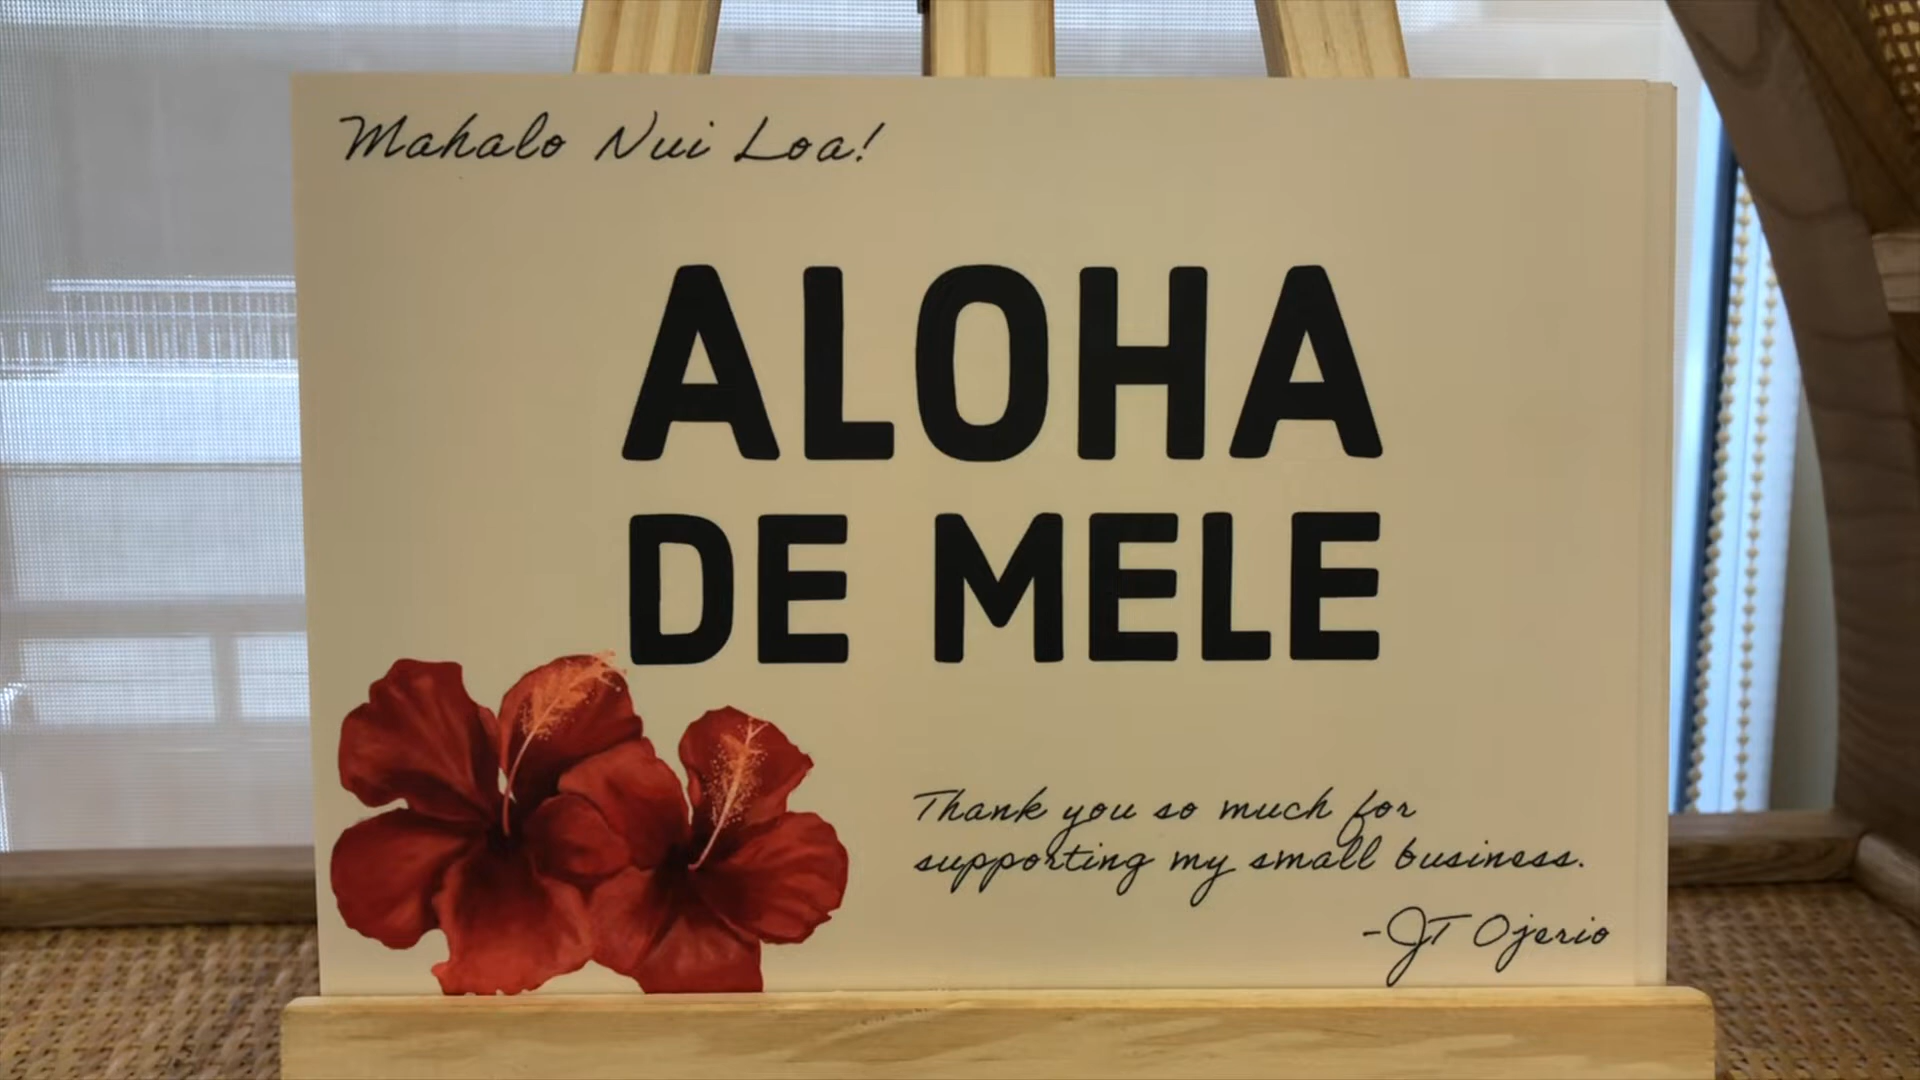 Mahalo Nui Loa!
ALOHA
DE MELE
Thank you so much for
supporting my small business.
-JT Ojerio